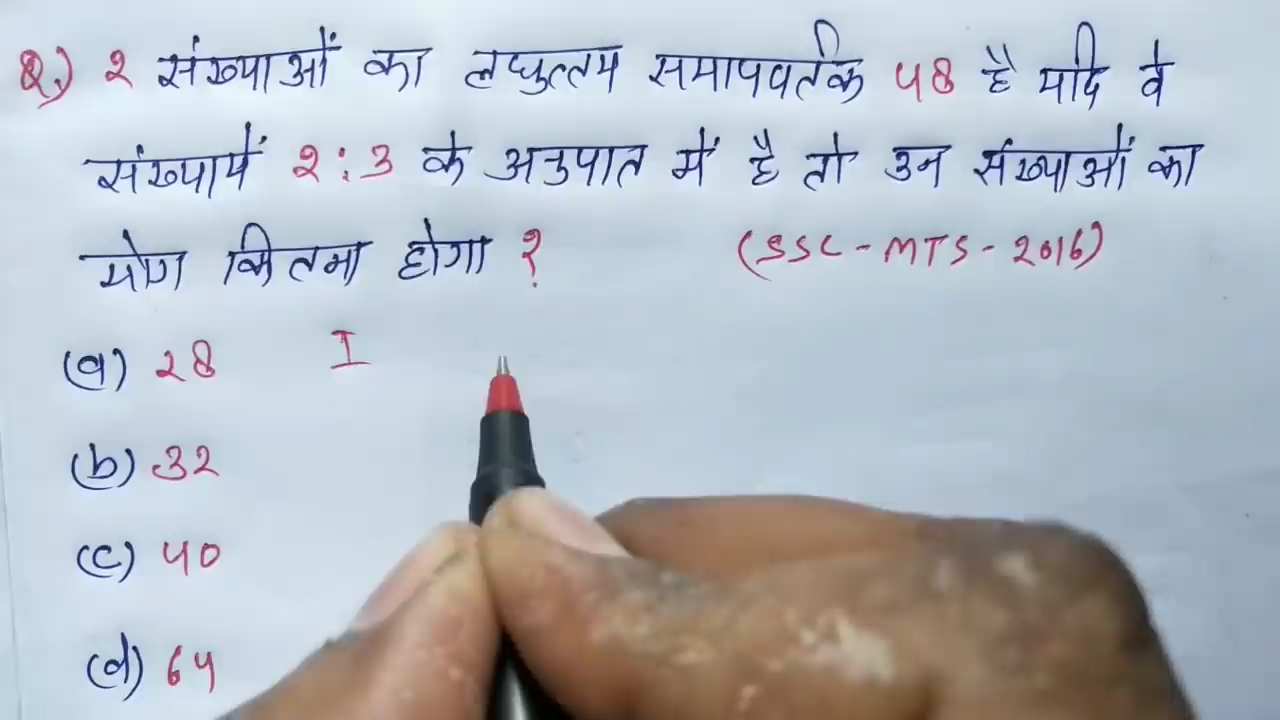 Q.) 2 संख्याओं का लघुत्तम समापवर्तक 48 है यदि वे
संख्यायें 2:3 के अनुपात में है तो उन संख्याओं का
योग कितना होगा ?
(SSC-MTS-2016)
(a) 28
I
(b) 32
(c) 40
(d) 64